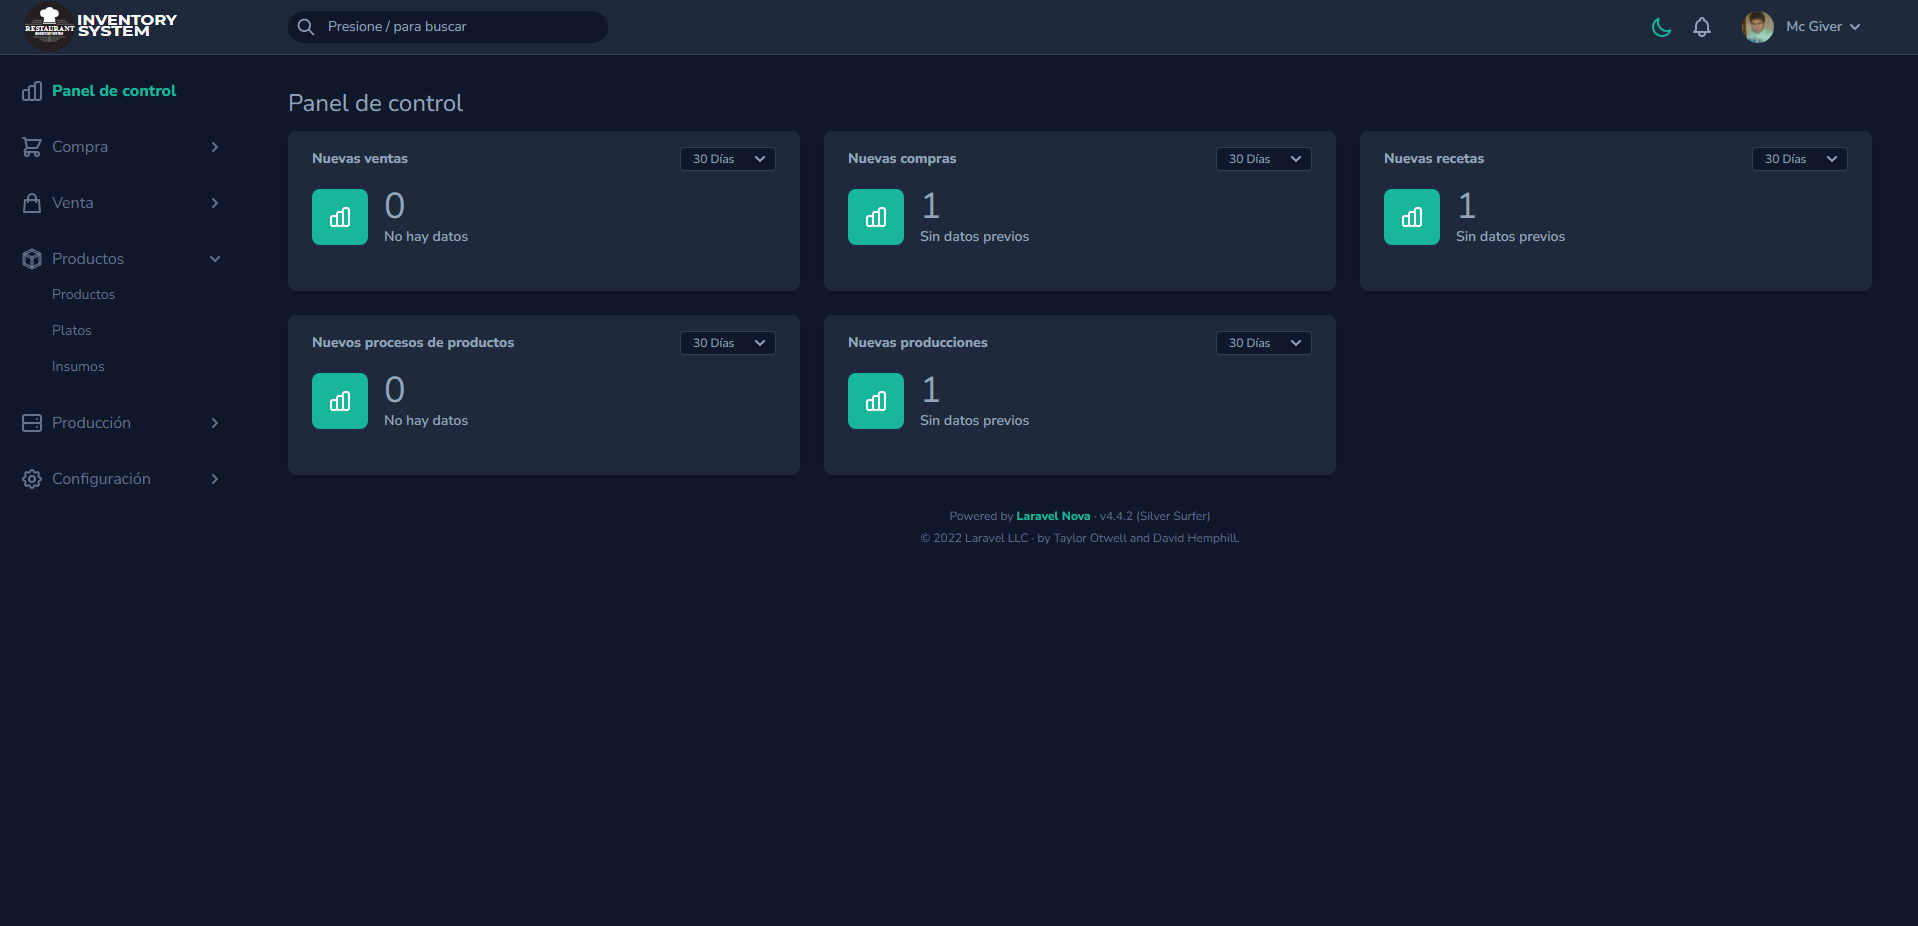 RESTAURANT
INVENTORY
SYSTEM
Presione / para buscar
Mc Giver
Panel de control
Compra
Venta
Productos
Productos
Platos
Insumos
Producción
Configuración
Panel de control
Nuevas ventas
30 Días
0
No hay datos
Nuevas compras
30 Días
1
Sin datos previos
Nuevas recetas
30 Días
1
Sin datos previos
Nuevos procesos de productos
30 Días
0
No hay datos
Nuevas producciones
30 Días
1
Sin datos previos
Powered by Laravel Nova · v4.4.2 (Silver Surfer)
© 2022 Laravel LLC · by Taylor Otwell and David Hemphill.